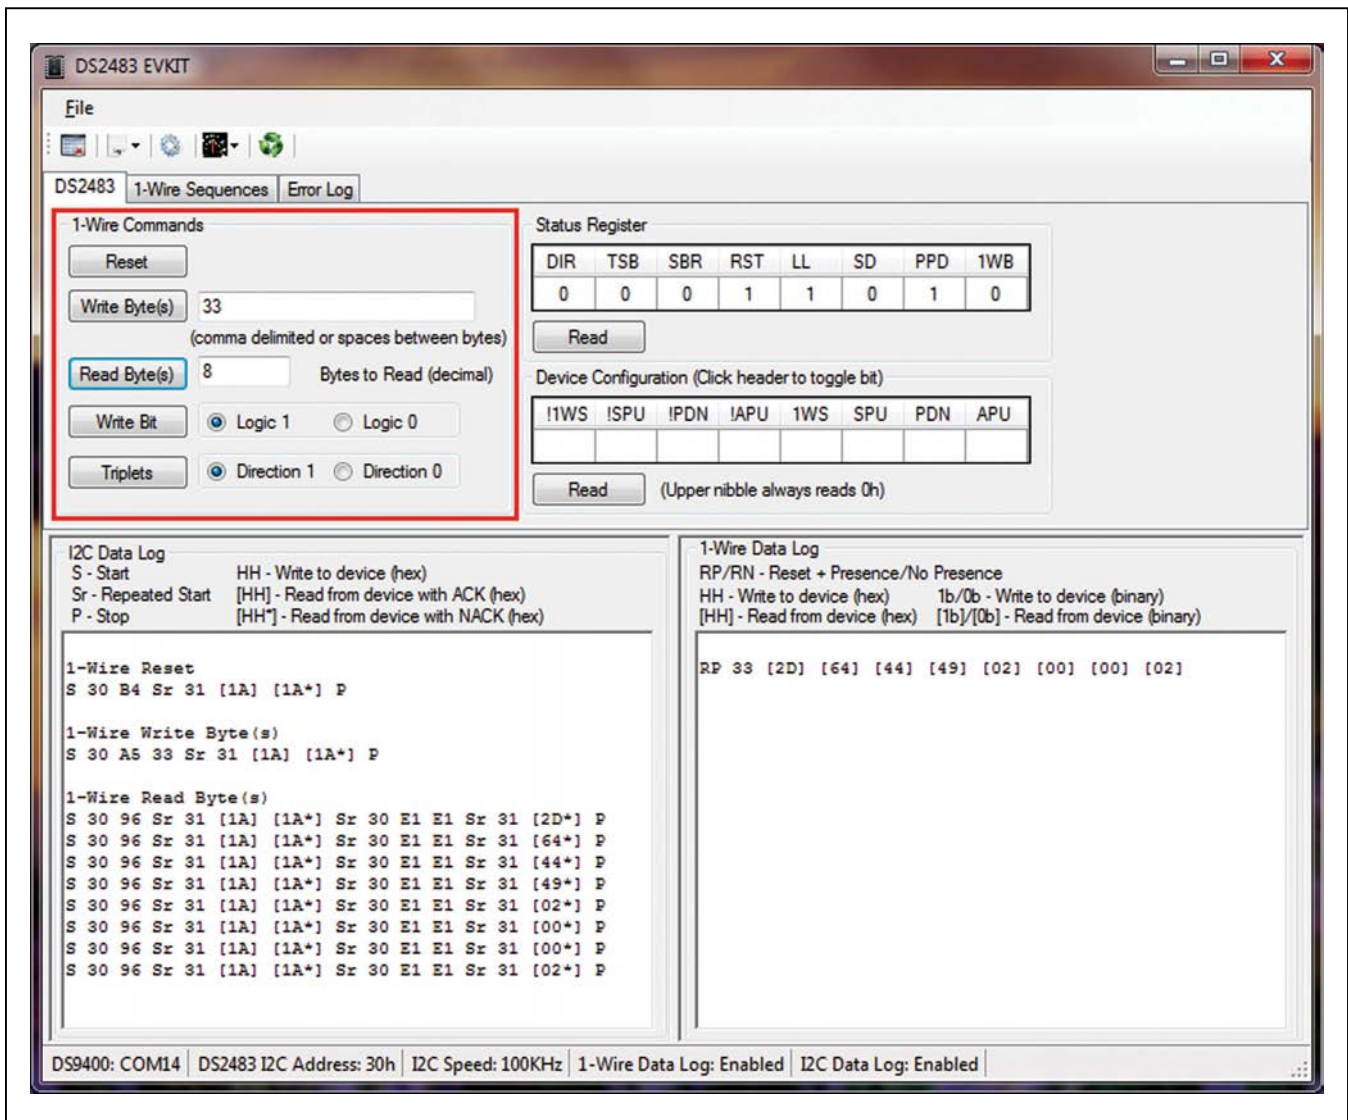 DS2483 EVKIT
File
DS2483 1-Wire Sequences Error Log
1-Wire Commands
Reset
Write Byte(s) 33
(comma delimited or spaces between bytes)
Read Byte(s) 8 Bytes to Read (decimal)
Write Bit Logic 1 Logic 0
Triplets Direction 1 Direction 0
Status Register
DIR TSB SBR RST LL SD PPD 1WB
0 0 0 1 1 0 1 0
Read
Device Configuration (Click header to toggle bit)
!1WS !SPU !PDN !APU 1WS SPU PDN APU
Read (Upper nibble always reads 0h)
I2C Data Log
S - Start HH - Write to device (hex)
Sr - Repeated Start [HH] - Read from device with ACK (hex)
P - Stop [HH*] - Read from device with NACK (hex)
1-Wire Reset
S 30 B4 Sr 31 [1A] [1A*] P
1-Wire Write Byte(s)
S 30 A5 33 Sr 31 [1A] [1A*] P
1-Wire Read Byte(s)
S 30 96 Sr 31 [1A] [1A*] Sr 30 E1 E1 Sr 31 [2D*] P
S 30 96 Sr 31 [1A] [1A*] Sr 30 E1 E1 Sr 31 [64*] P
S 30 96 Sr 31 [1A] [1A*] Sr 30 E1 E1 Sr 31 [44*] P
S 30 96 Sr 31 [1A] [1A*] Sr 30 E1 E1 Sr 31 [49*] P
S 30 96 Sr 31 [1A] [1A*] Sr 30 E1 E1 Sr 31 [02*] P
S 30 96 Sr 31 [1A] [1A*] Sr 30 E1 E1 Sr 31 [00*] P
S 30 96 Sr 31 [1A] [1A*] Sr 30 E1 E1 Sr 31 [00*] P
S 30 96 Sr 31 [1A] [1A*] Sr 30 E1 E1 Sr 31 [02*] P
1-Wire Data Log
RP/RN - Reset + Presence/No Presence
HH - Write to device (hex) 1b/0b - Write to device (binary)
[HH] - Read from device (hex) [1b]/[0b] - Read from device (binary)
RP 33 [2D] [64] [44] [49] [02] [00] [00] [02]
DS9400: COM14 DS2483 I2C Address: 30h I2C Speed: 100KHz 1-Wire Data Log: Enabled I2C Data Log: Enabled